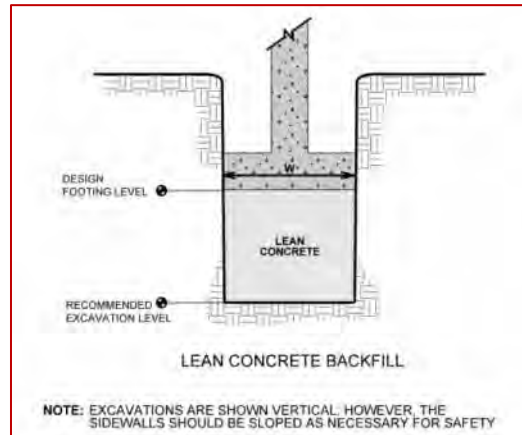 W
DESIGN
FOOTING LEVEL
LEAN
CONCRETE
RECOMMENDED
EXCAVATION LEVEL
LEAN CONCRETE BACKFILL
NOTE: EXCAVATIONS ARE SHOWN VERTICAL; HOWEVER, THE
SIDEWALLS SHOULD BE SLOPED AS NECESSARY FOR SAFETY